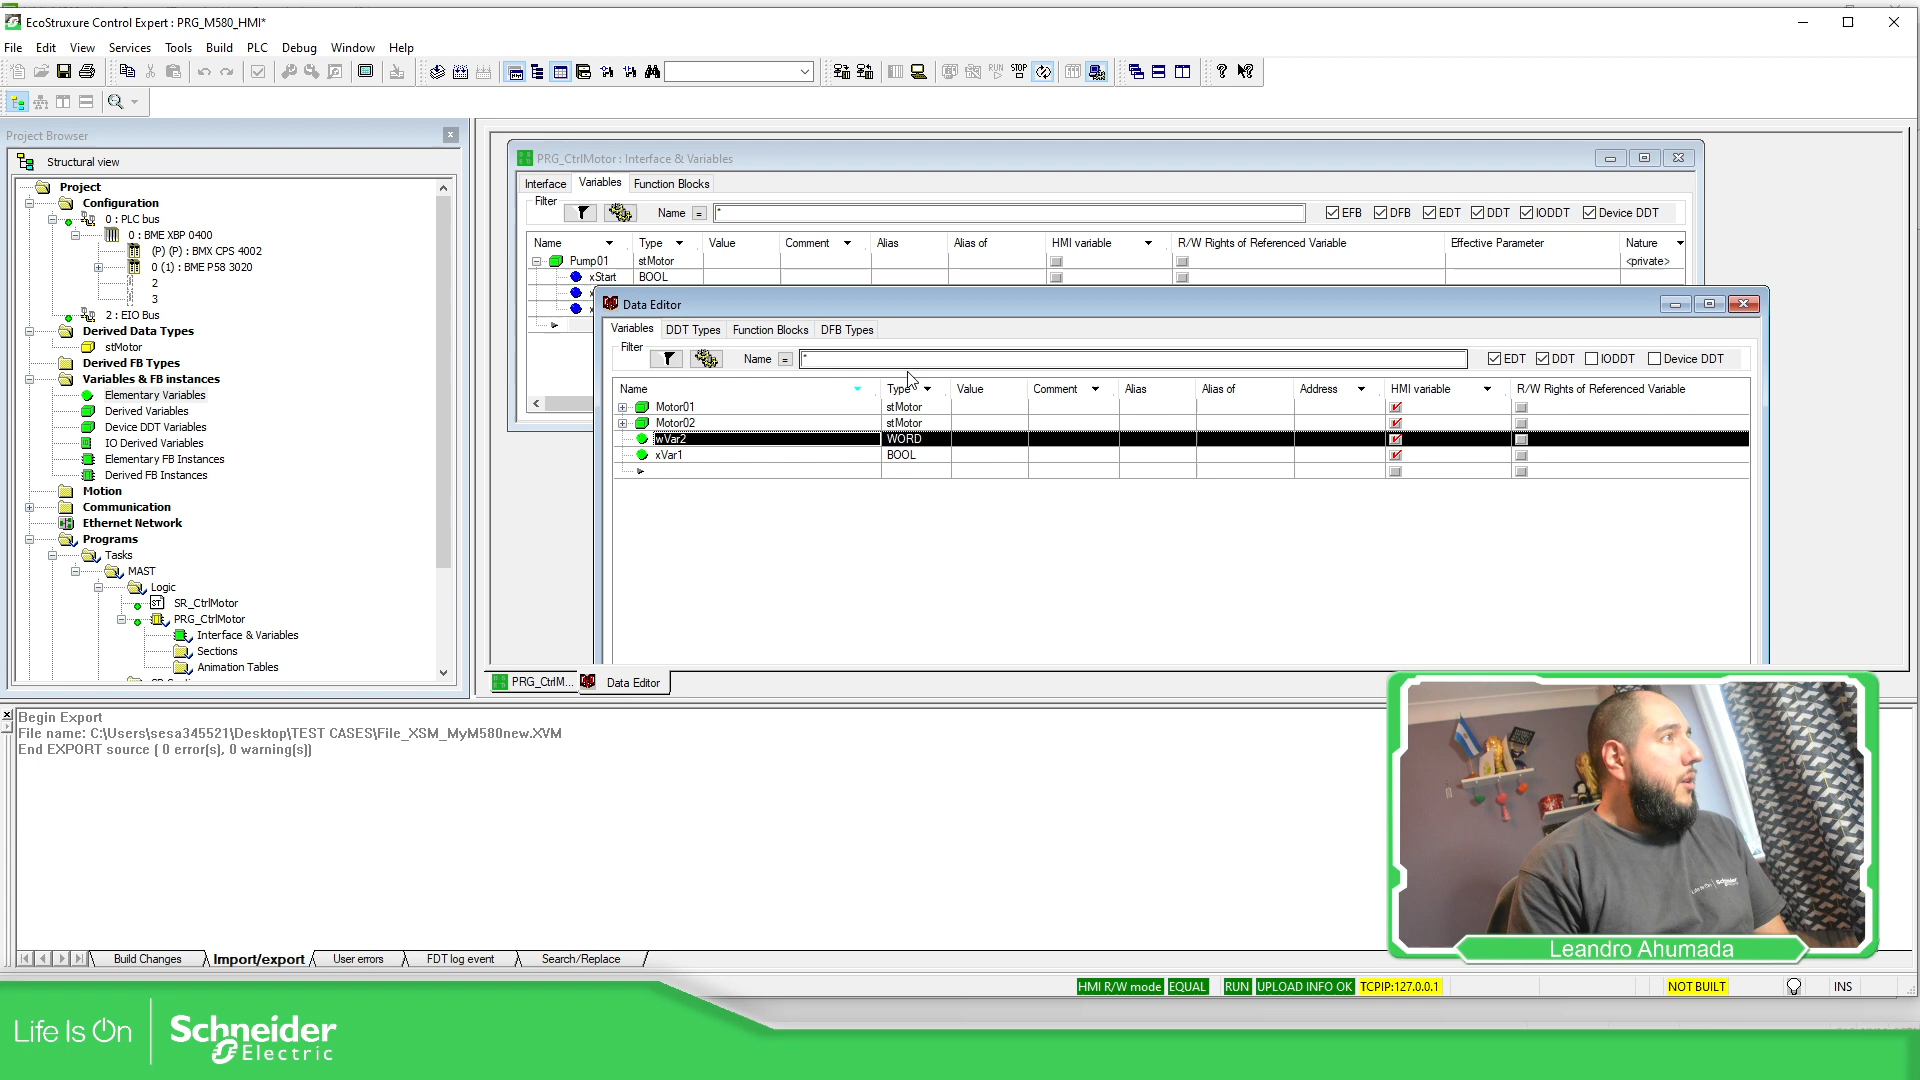 EcoStruxure Control Expert : PRG_M580_HMI*
File Edit View Services Tools Build PLC Debug Window Help
Project Browser
Structural view
Project
Configuration
0 : PLC bus
0 : BME XBP 0400
(P) (P) : BMX CPS 4002
0 (1) : BME P58 3020
2
3
2 : EIO Bus
Derived Data Types
stMotor
Derived FB Types
Variables & FB instances
Elementary Variables
Derived Variables
Device DDT Variables
IO Derived Variables
Elementary FB Instances
Derived FB Instances
Motion
Communication
Ethernet Network
Programs
Tasks
MAST
Logic
SR_CtrlMotor
PRG_CtrlMotor
Interface & Variables
Sections
Animation Tables
PRG_CtrlMotor : Interface & Variables
Interface Variables Function Blocks
Filter
Name = * EFB DFB EDT DDT IODDT Device DDT
Name Type Value Comment Alias Alias of HMI variable R/W Rights of Referenced Variable Effective Parameter Nature
Pump01 stMotor <private>
xStart BOOL
Data Editor
Variables DDT Types Function Blocks DFB Types
Filter
Name = * EDT DDT IODDT Device DDT
Name Type Value Comment Alias Alias of Address HMI variable R/W Rights of Referenced Variable
Motor01 stMotor
Motor02 stMotor
wVar2 WORD
xVar1 BOOL
PRG_CtrlM... Data Editor
Begin Export
File name: C:\Users\sesa345521\Desktop\TEST CASES\File_XSM_MyM580new.XVM
End EXPORT source ( 0 error(s), 0 warning(s))
Build Changes Import/export User errors FDT log event Search/Replace
HMI R/W mode EQUAL RUN UPLOAD INFO OK TCPIP:127.0.0.1 NOT BUILT INS
Leandro Ahumada
Life Is On Schneider Electric